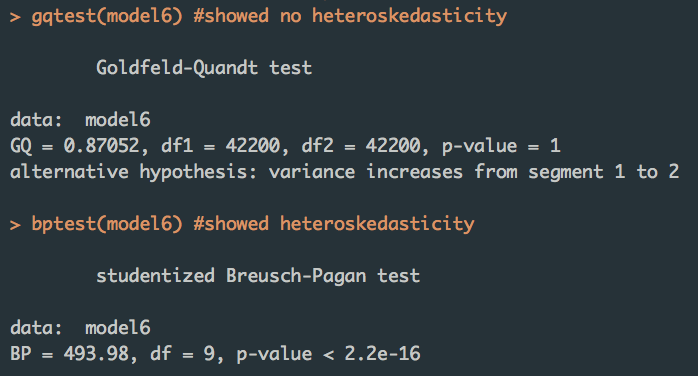 > gqtest(model6) #showed no heteroskedasticity
Goldfeld-Quandt test
data:  model6
GQ = 0.87052, df1 = 42200, df2 = 42200, p-value = 1
alternative hypothesis: variance increases from segment 1 to 2
> bptest(model6) #showed heteroskedasticity
studentized Breusch-Pagan test
data:  model6
BP = 493.98, df = 9, p-value < 2.2e-16